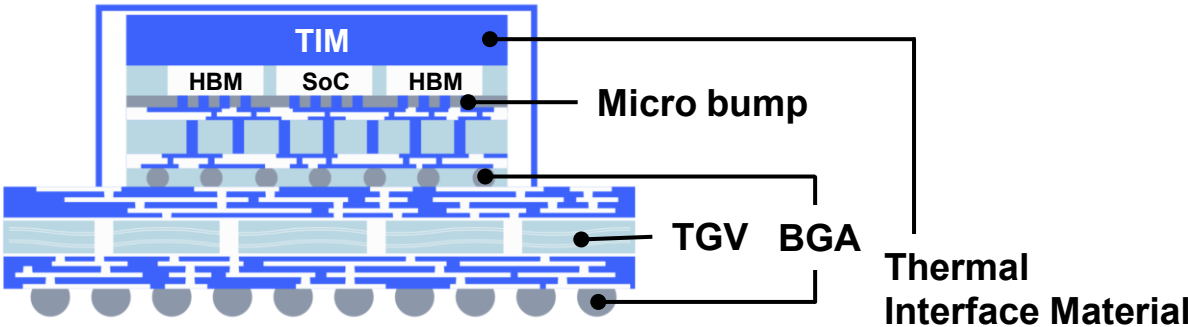 TIM
HBM SoC HBM
Micro bump
TGV BGA
Thermal
Interface Material